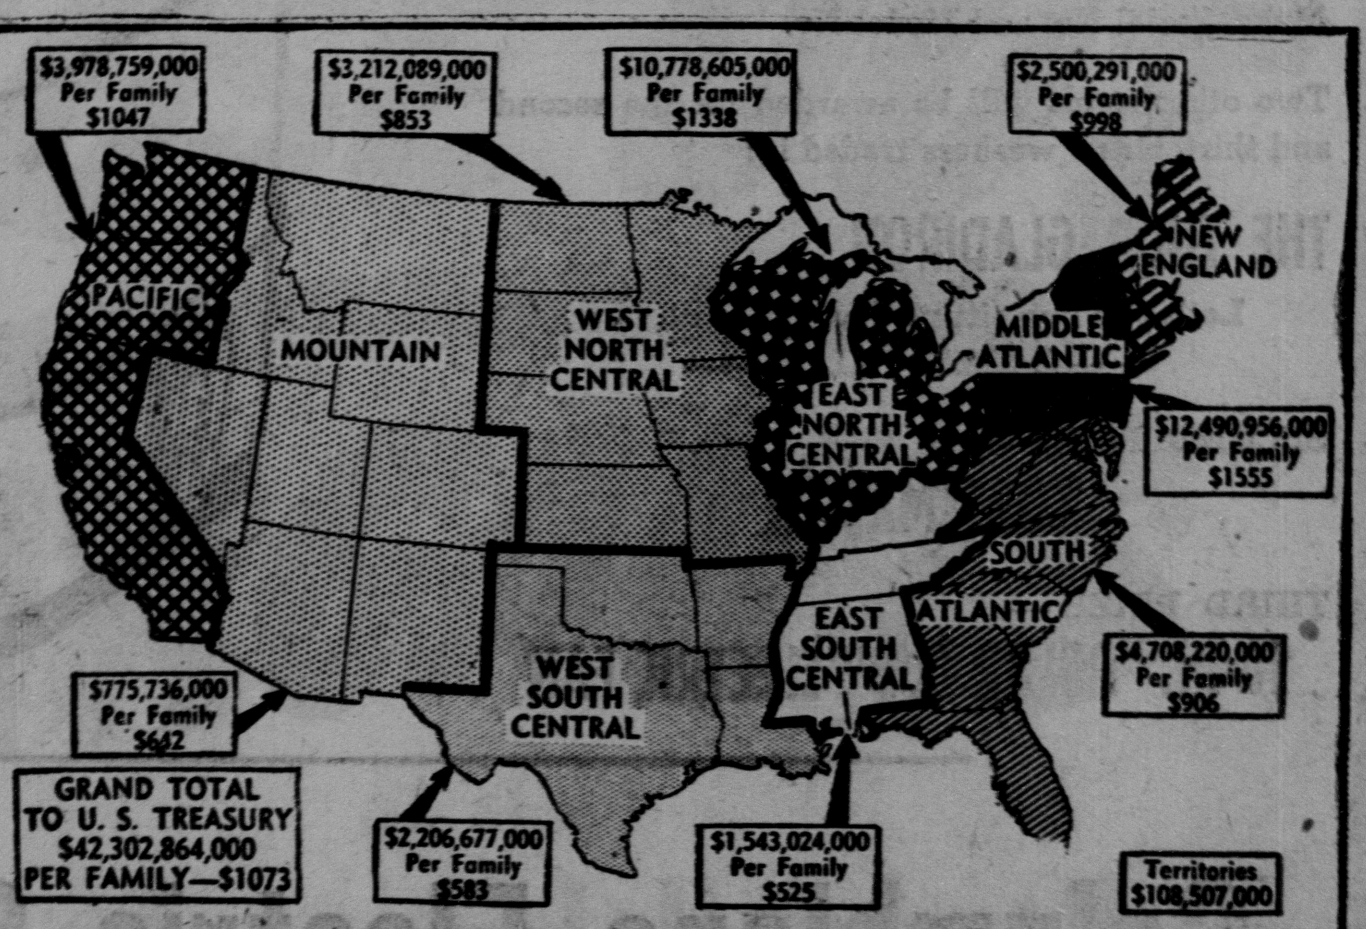 $3,978,759,000
Per Family
$1047
$3,212,089,000
Per Family
$853
$10,778,605,000
Per Family
$1338
$2,500,291,000
Per Family
$998
NEW
ENGLAND
PACIFIC
MOUNTAIN
WEST
NORTH
CENTRAL
MIDDLE
ATLANTIC
EAST
NORTH
CENTRAL
$12,490,956,000
Per Family
$1555
SOUTH
ATLANTIC
EAST
SOUTH
CENTRAL
WEST
SOUTH
CENTRAL
$4,708,220,000
Per Family
$906
$775,736,000
Per Family
$642
GRAND TOTAL
TO U. S. TREASURY
$42,302,864,000
PER FAMILY—$1073
$2,206,677,000
Per Family
$583
$1,543,024,000
Per Family
$525
Territories
$108,507,000